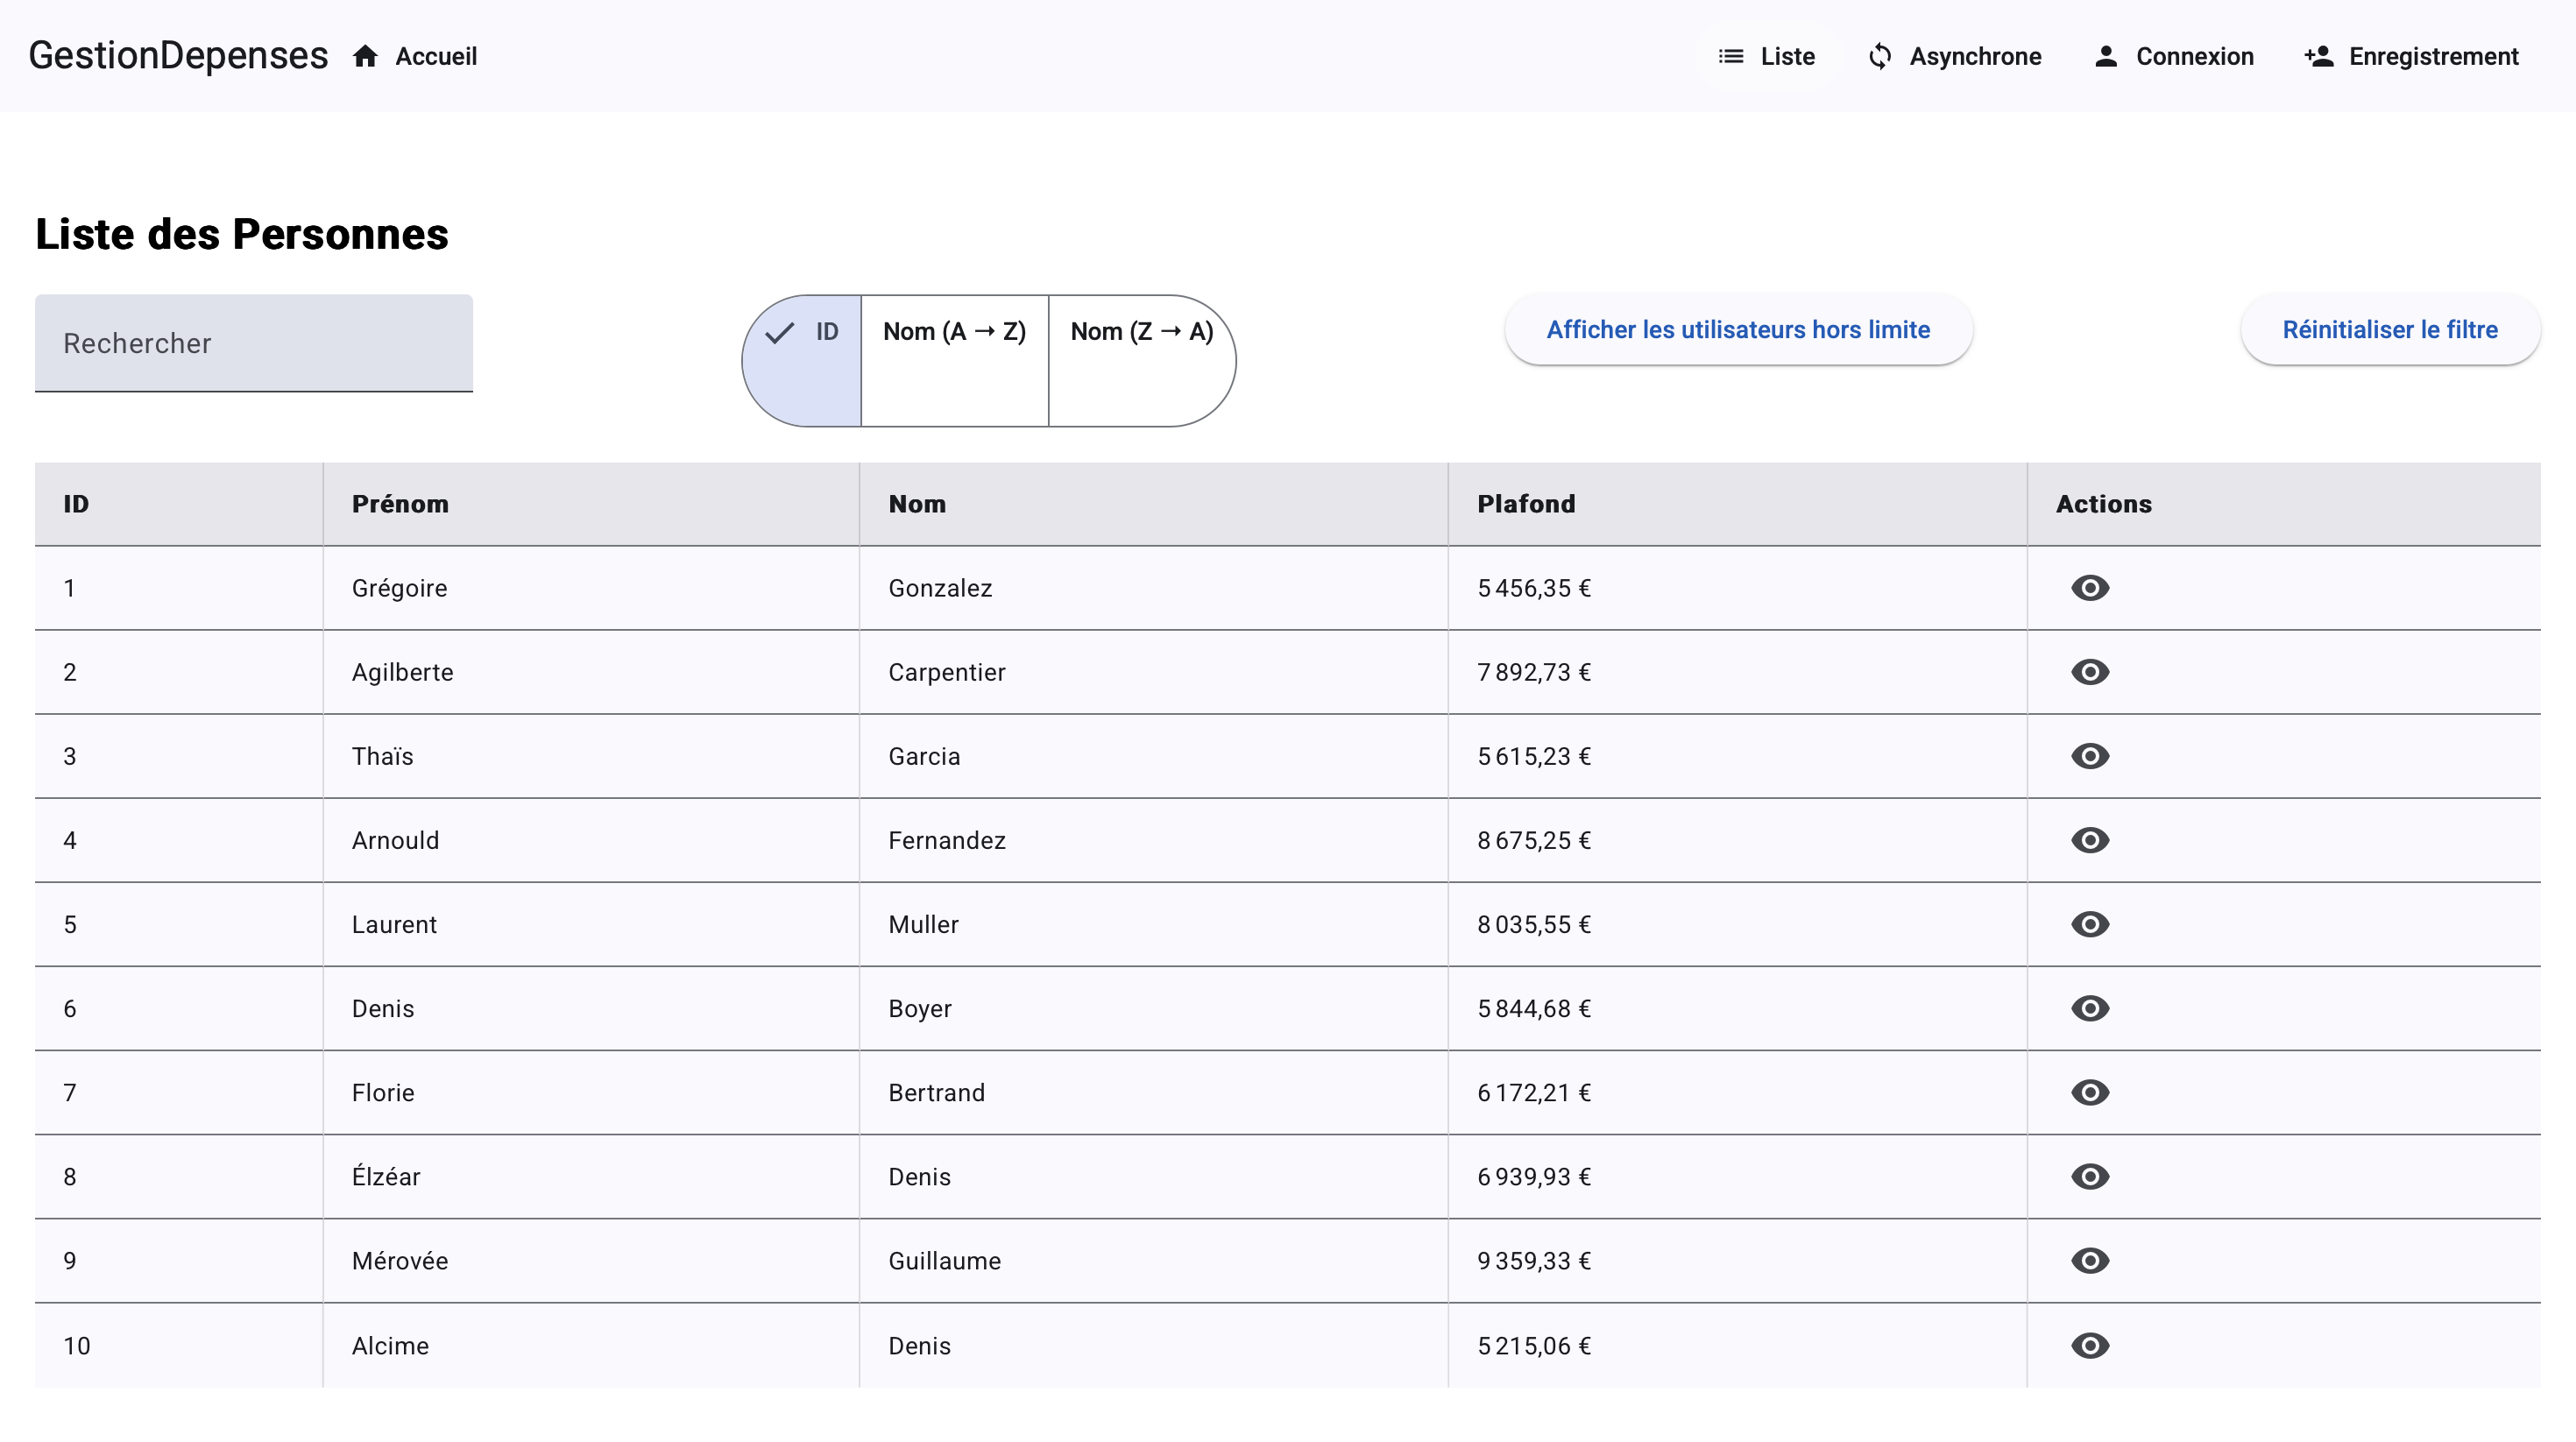 GestionDepenses Accueil Liste Asynchrone Connexion Enregistrement
Liste des Personnes
Rechercher ID Nom (A → Z) Nom (Z → A) Afficher les utilisateurs hors limite Réinitialiser le filtre
ID Prénom Nom Plafond Actions
1 Grégoire Gonzalez 5 456,35 €
2 Agilberte Carpentier 7 892,73 €
3 Thaïs Garcia 5 615,23 €
4 Arnould Fernandez 8 675,25 €
5 Laurent Muller 8 035,55 €
6 Denis Boyer 5 844,68 €
7 Florie Bertrand 6 172,21 €
8 Élzéar Denis 6 939,93 €
9 Mérovée Guillaume 9 359,33 €
10 Alcime Denis 5 215,06 €